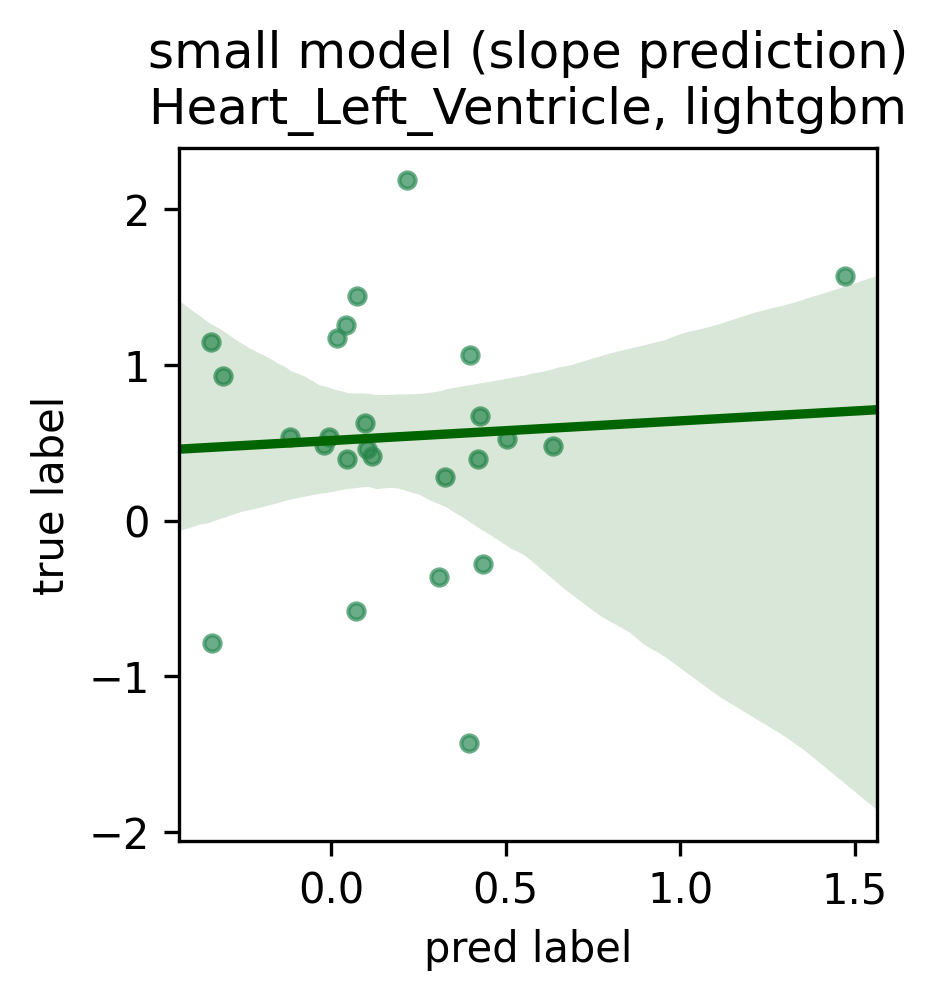 small model (slope prediction)
Heart_Left_Ventricle, lightgbm
2
1
0
−1
−2
true label
0.0 0.5 1.0 1.5
pred label